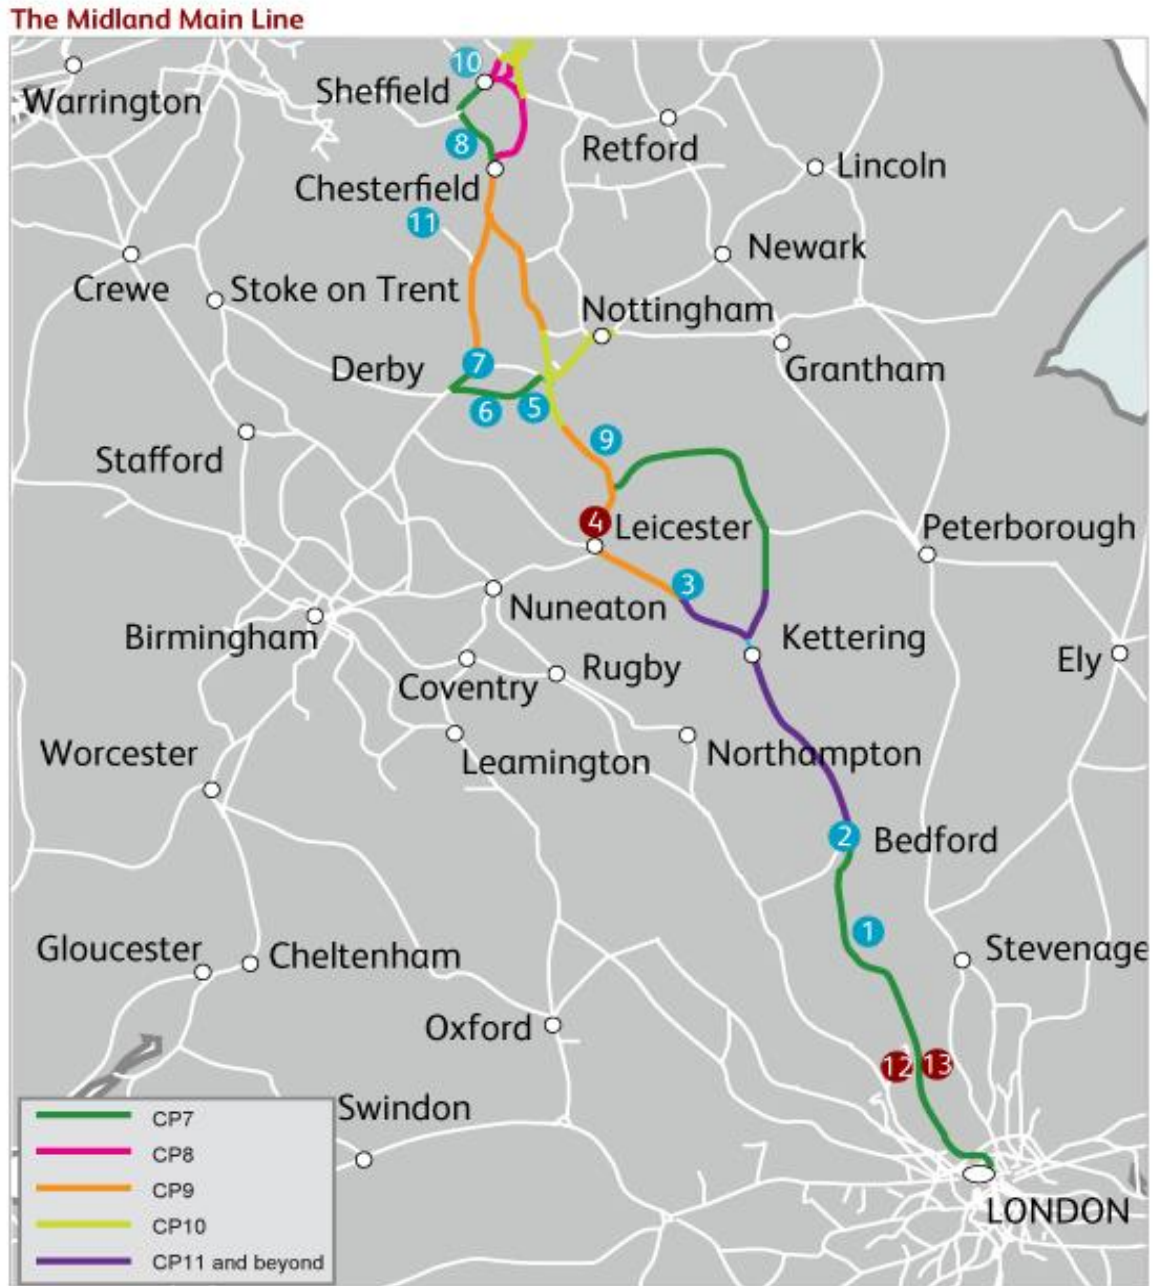 The Midland Main Line
10
Sheffield
Warrington
8
Retford
Lincoln
Chesterfield
11
Newark
Crewe
Stoke on Trent
Nottingham
7
Derby
Grantham
6
5
9
Stafford
4
Leicester
Peterborough
3
Nuneaton
Birmingham
Kettering
Ely
Rugby
Coventry
Worcester
Northampton
Leamington
2
Bedford
1
Gloucester
Cheltenham
Stevenage
Oxford
12
13
Swindon
CP7
CP8
CP9
LONDON
CP10
CP11 and beyond